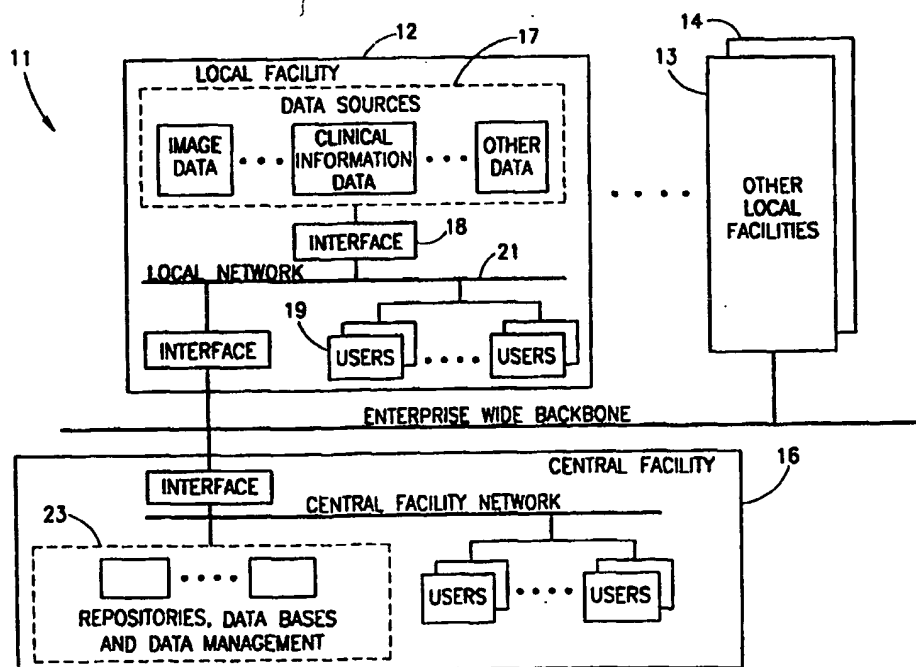 14
12
17
13
11
LOCAL FACILITY
DATA SOURCES
IMAGE
DATA
CLINICAL
INFORMATION
DATA
OTHER
DATA
OTHER
LOCAL
FACILITIES
INTERFACE
18
LOCAL NETWORK
21
19
INTERFACE
USERS
USERS
ENTERPRISE WIDE BACKBONE
CENTRAL FACILITY
16
INTERFACE
CENTRAL FACILITY NETWORK
23
USERS
USERS
REPOSITORIES, DATA BASES
AND DATA MANAGEMENT